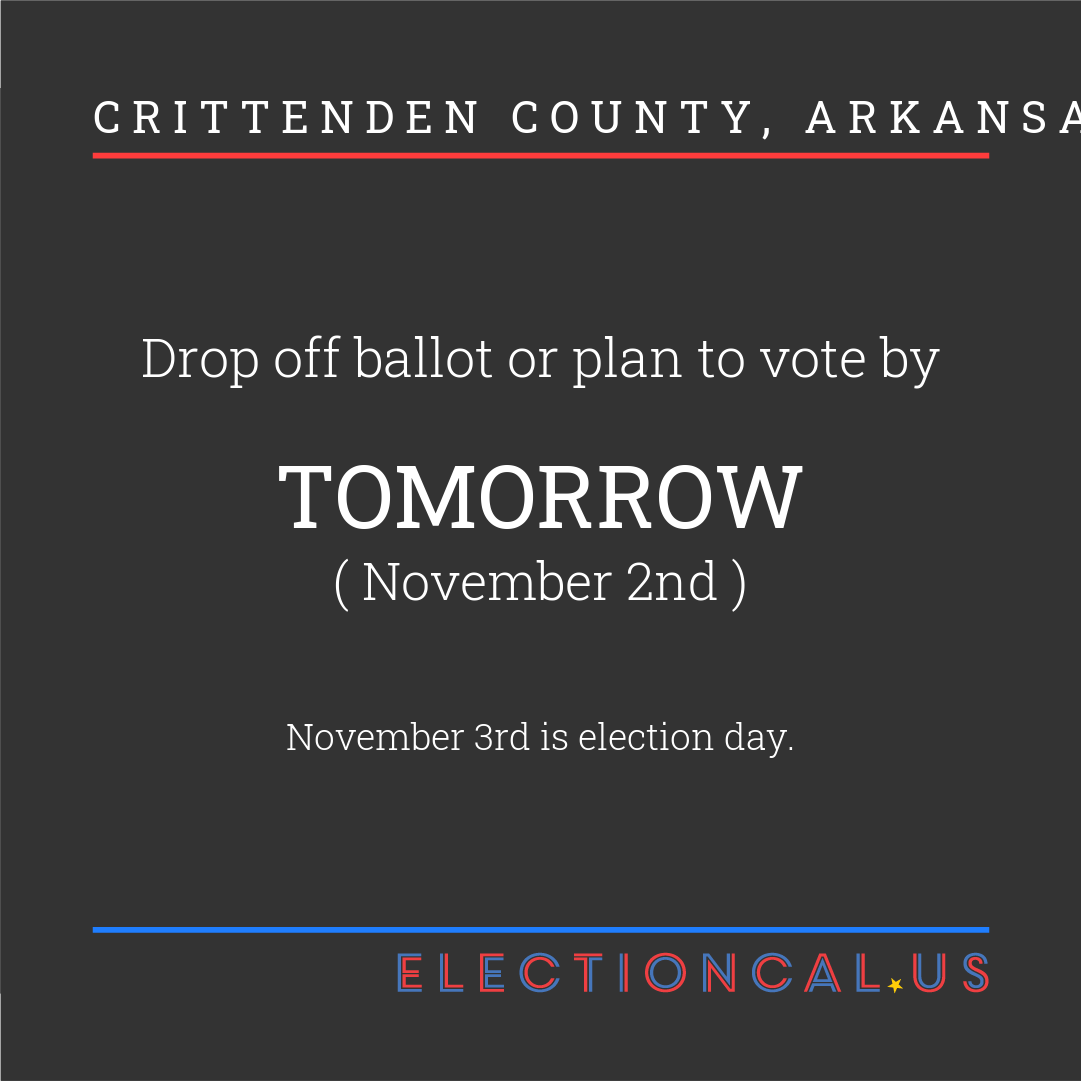 CRITTENDEN COUNTY, ARKANSA
Drop off ballot or plan to vote by
TOMORROW
( November 2nd )
November 3rd is election day.
ELECTIONCAL.US